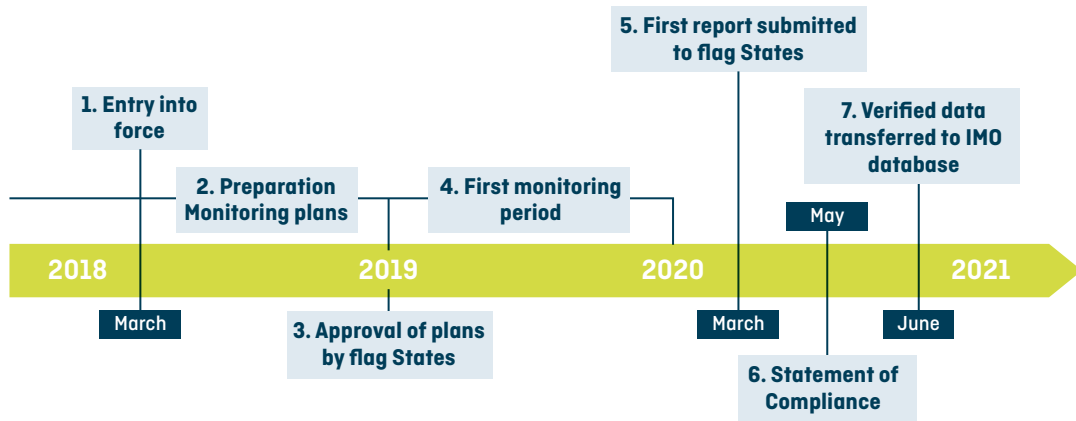 5. First report submitted
to flag States
1. Entry into
force
7. Verified data
transferred to IMO
database
2. Preparation
Monitoring plans
4. First monitoring
period
May
2018
2019
2020
2021
March
March
June
3. Approval of plans
by flag States
6. Statement of
Compliance